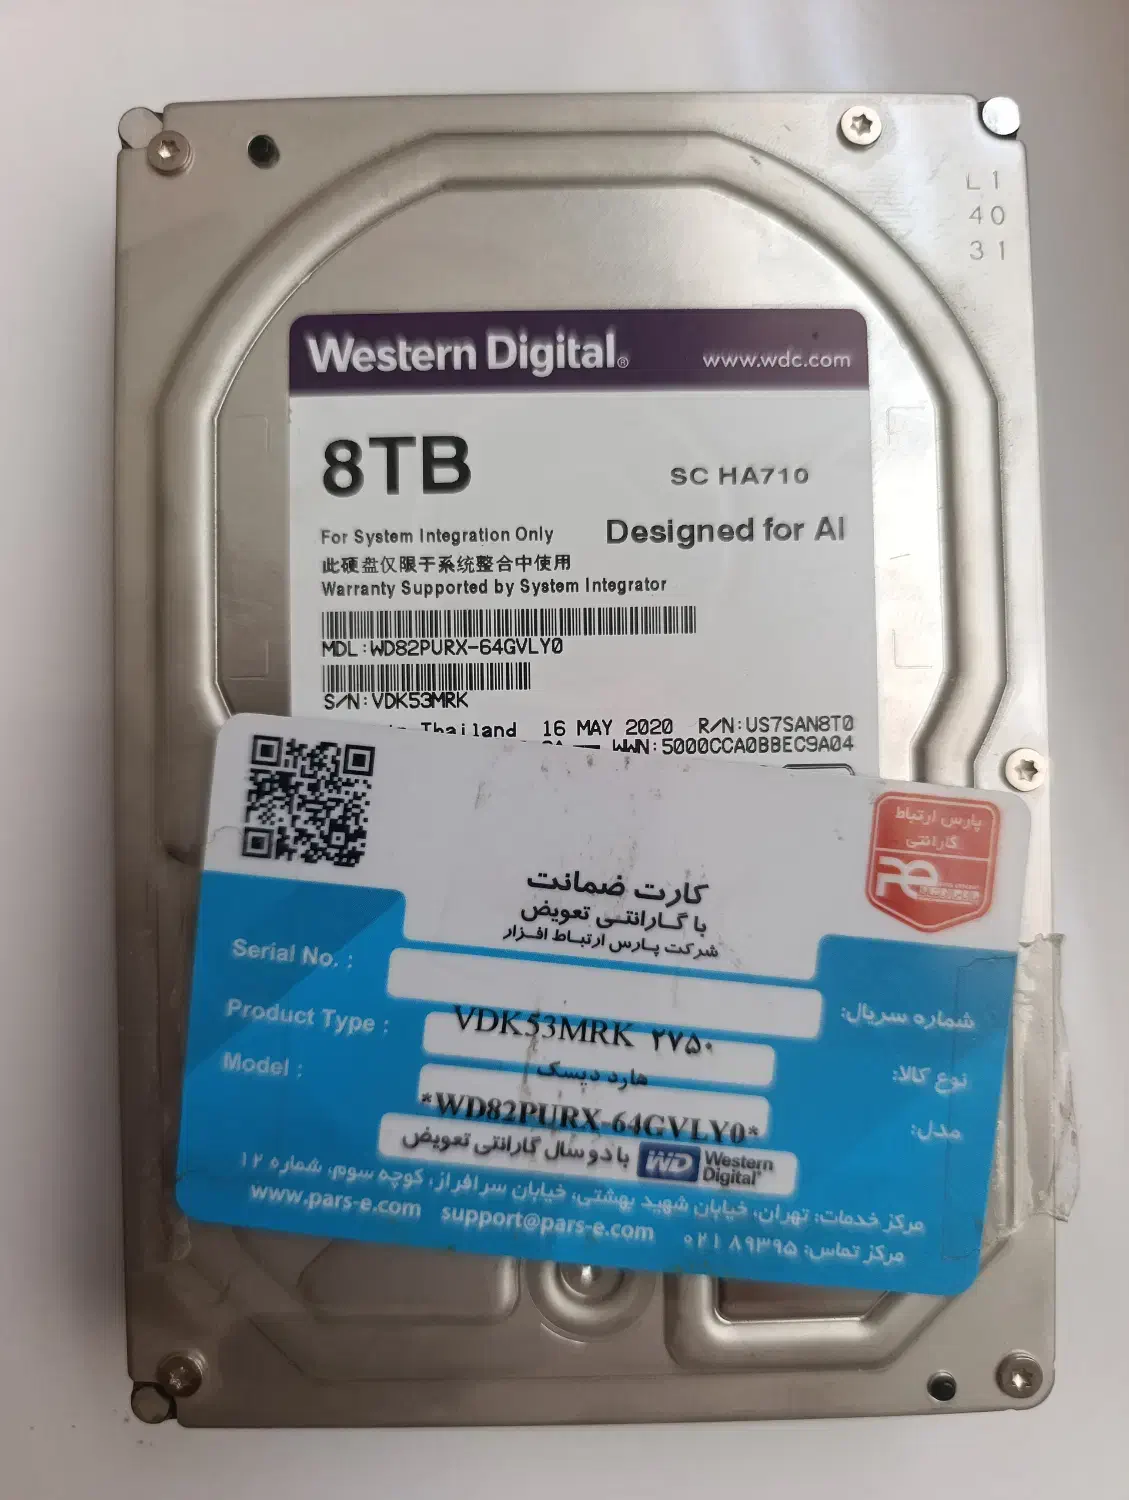 L1
40
31
Western Digital® www.wdc.com
8TB
SC HA710
For System Integration Only
Designed for AI
此硬盘仅限于系统整合中使用
Warranty Supported by System Integrator
MDL:WD82PURX-64GVLY0
S/N:VDK53MRK
Thailand 16 MAY 2020 R/N:US7SAN8T0
WWN:5000CCA0BBEC9A04
پارس ارتباط
گارانتی
کارت ضمانت
با گارانتی تعویض
شرکت پارس ارتباط افزار
Serial No. :
شماره سریال:
VDK53MRK ۲۷۵۰
Product Type :
نوع کالا:
هارد دیسک
Model :
مدل:
*WD82PURX-64GVLY0*
با دو سال گارانتی تعویض WD Western Digital®
مرکز خدمات: تهران، خیابان شهید بهشتی، خیابان سرافراز، کوچه سوم، شماره ۱۲
www.pars-e.com support@pars-e.com مرکز تماس: ۰۲۱ ۸۹۳۹۵